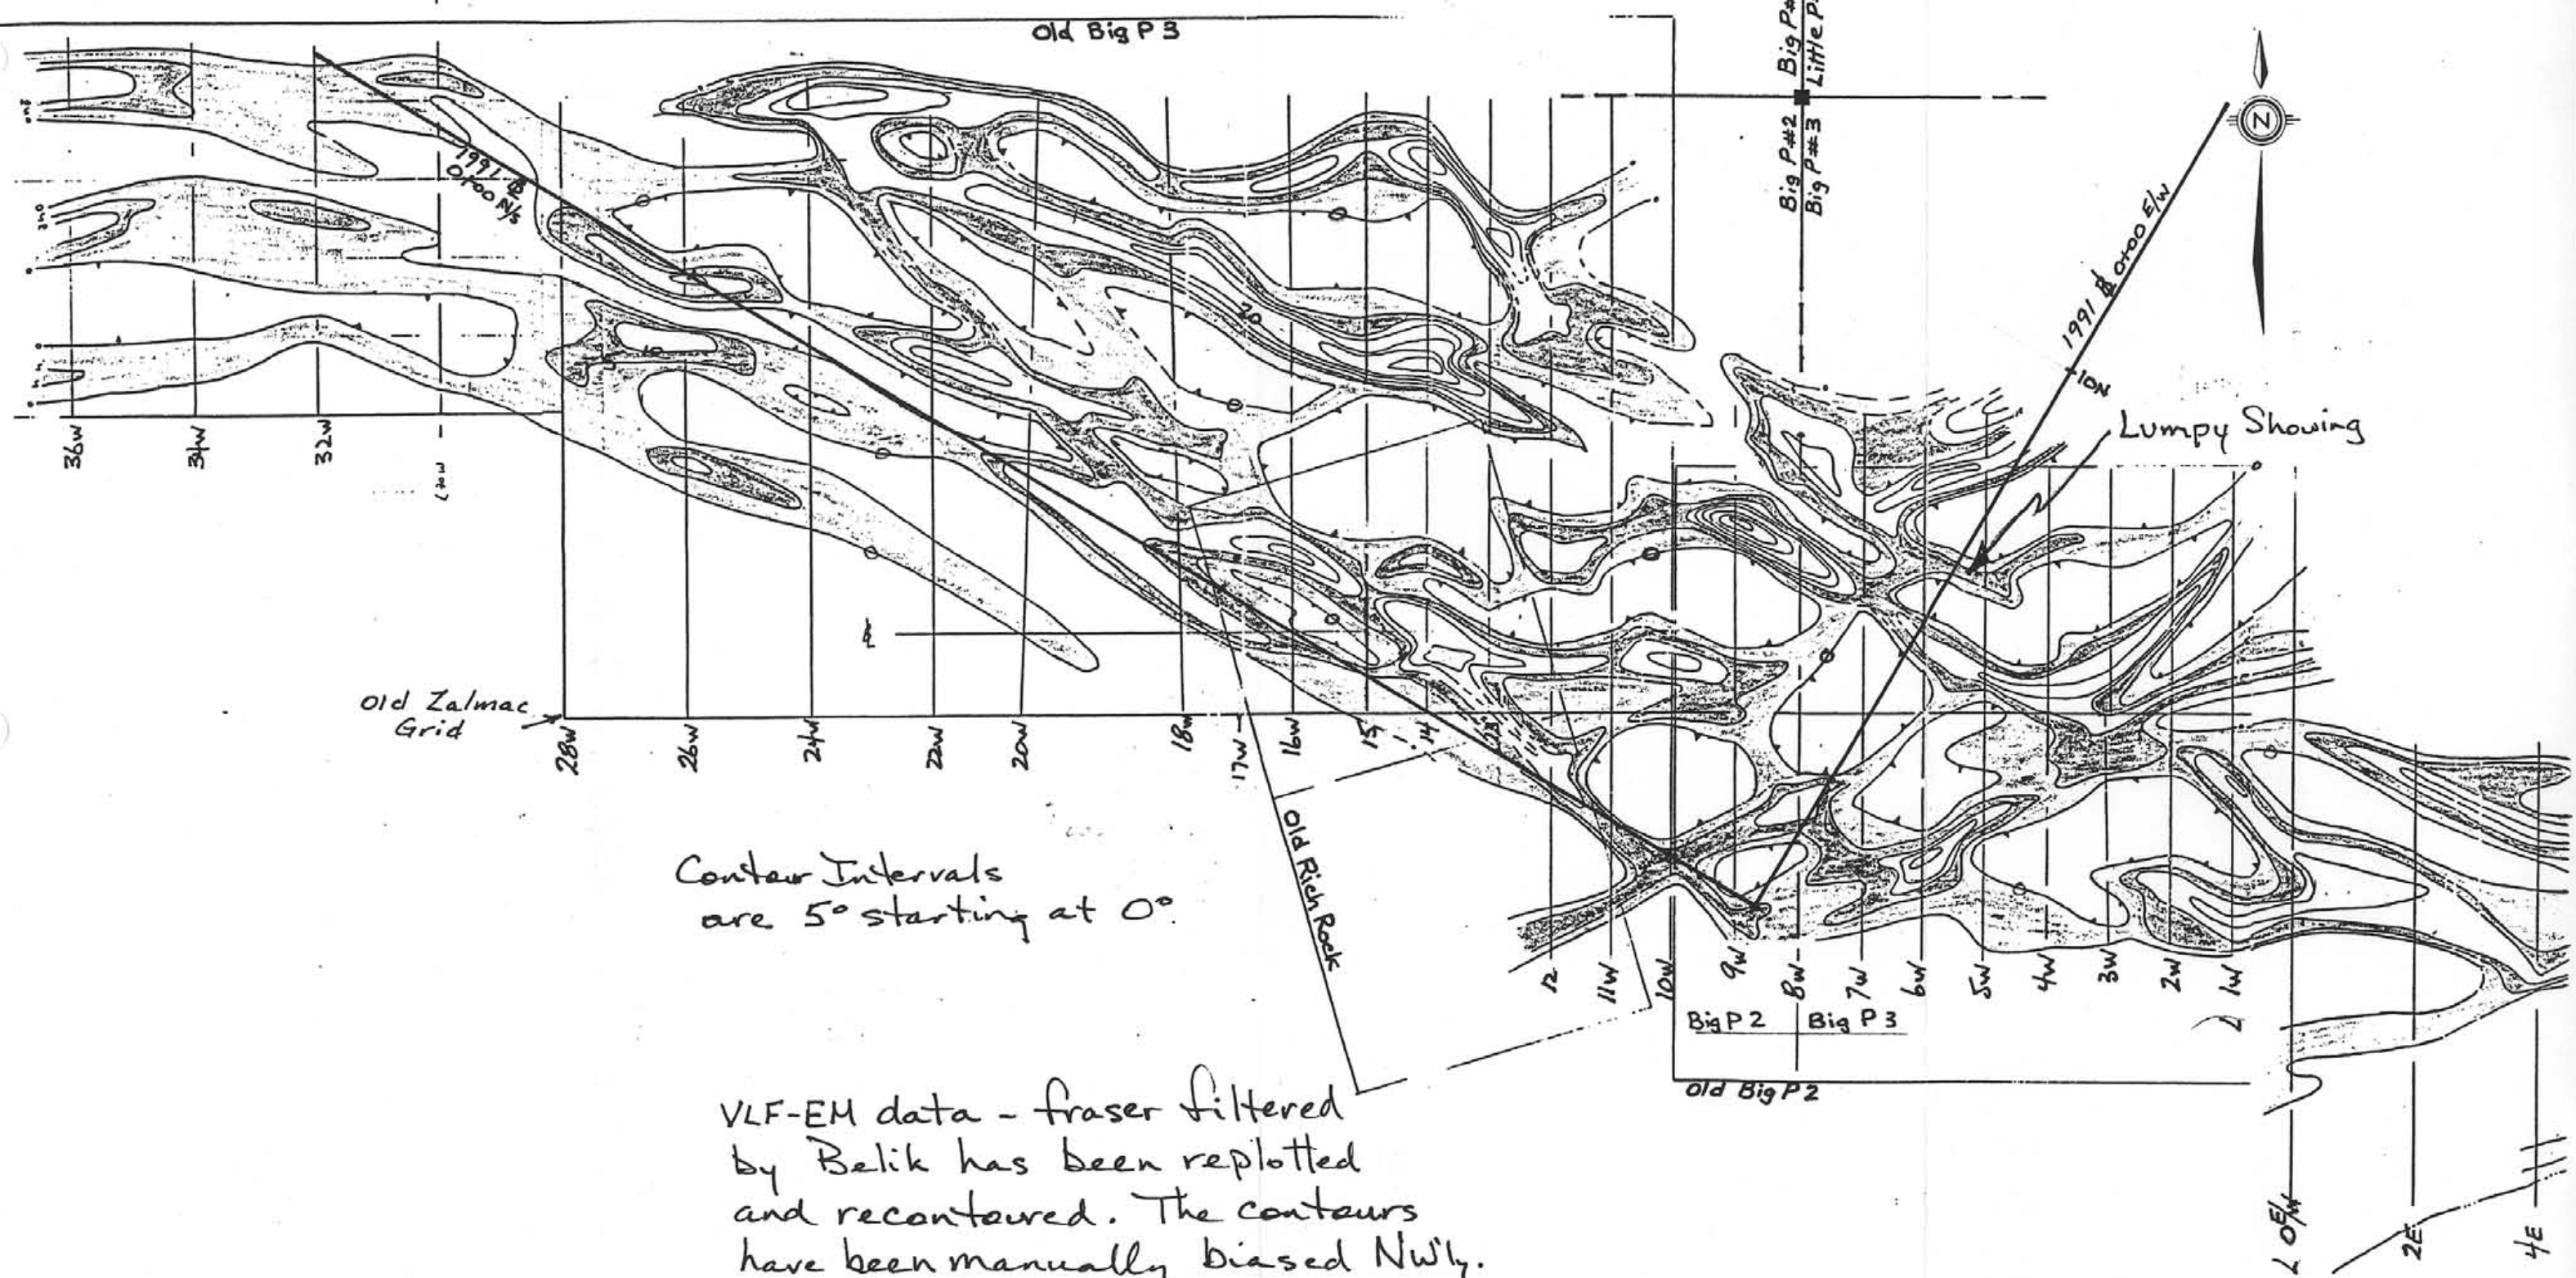 Old Big P 3
Big P#2
Big P#3
1991 ℄ 0+00 N/S
1991 ℄ 0+00 E/W
10N
Lumpy Showing
N
36W
34W
32W
L30W
20
Old Zalmac
Grid
℄
28W
26W
24W
22W
20W
18W
17W
16W
15
14
13
12
11W
10W
9W
8W
7W
6W
5W
4W
3W
2W
1W
L 0 E/W
2E
4E
Old Rich Rock
Big P 2
Big P 3
Old Big P 2
Contour Intervals
are 5° starting at 0°.
VLF-EM data - fraser filtered
by Belik has been replotted
and recontoured. The contours
have been manually biased NW'ly.